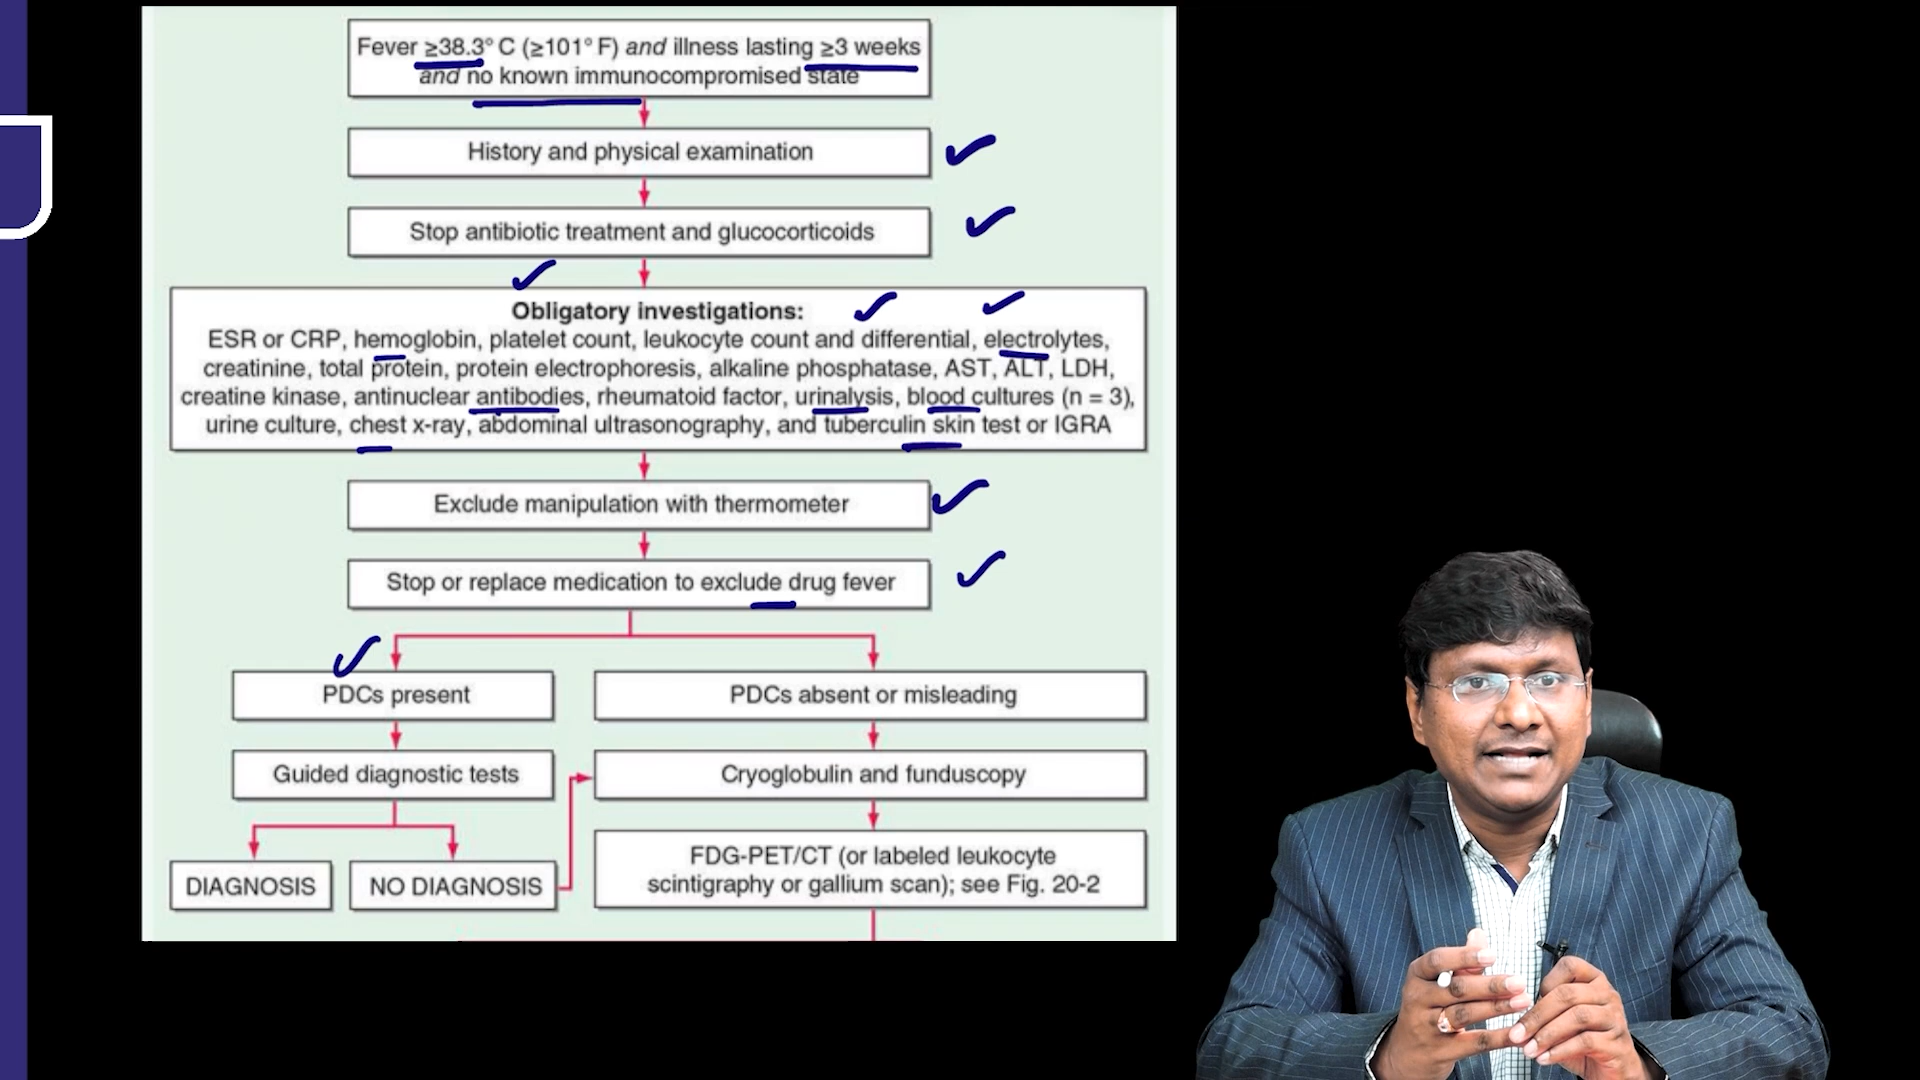 Fever ≥38.3° C (≥101° F) and illness lasting ≥3 weeks
and no known immunocompromised state
History and physical examination
Stop antibiotic treatment and glucocorticoids
Obligatory investigations:
ESR or CRP, hemoglobin, platelet count, leukocyte count and differential, electrolytes,
creatinine, total protein, protein electrophoresis, alkaline phosphatase, AST, ALT, LDH,
creatine kinase, antinuclear antibodies, rheumatoid factor, urinalysis, blood cultures (n = 3),
urine culture, chest x-ray, abdominal ultrasonography, and tuberculin skin test or IGRA
Exclude manipulation with thermometer
Stop or replace medication to exclude drug fever
PDCs present
PDCs absent or misleading
Guided diagnostic tests
Cryoglobulin and funduscopy
DIAGNOSIS
NO DIAGNOSIS
FDG-PET/CT (or labeled leukocyte
scintigraphy or gallium scan); see Fig. 20-2